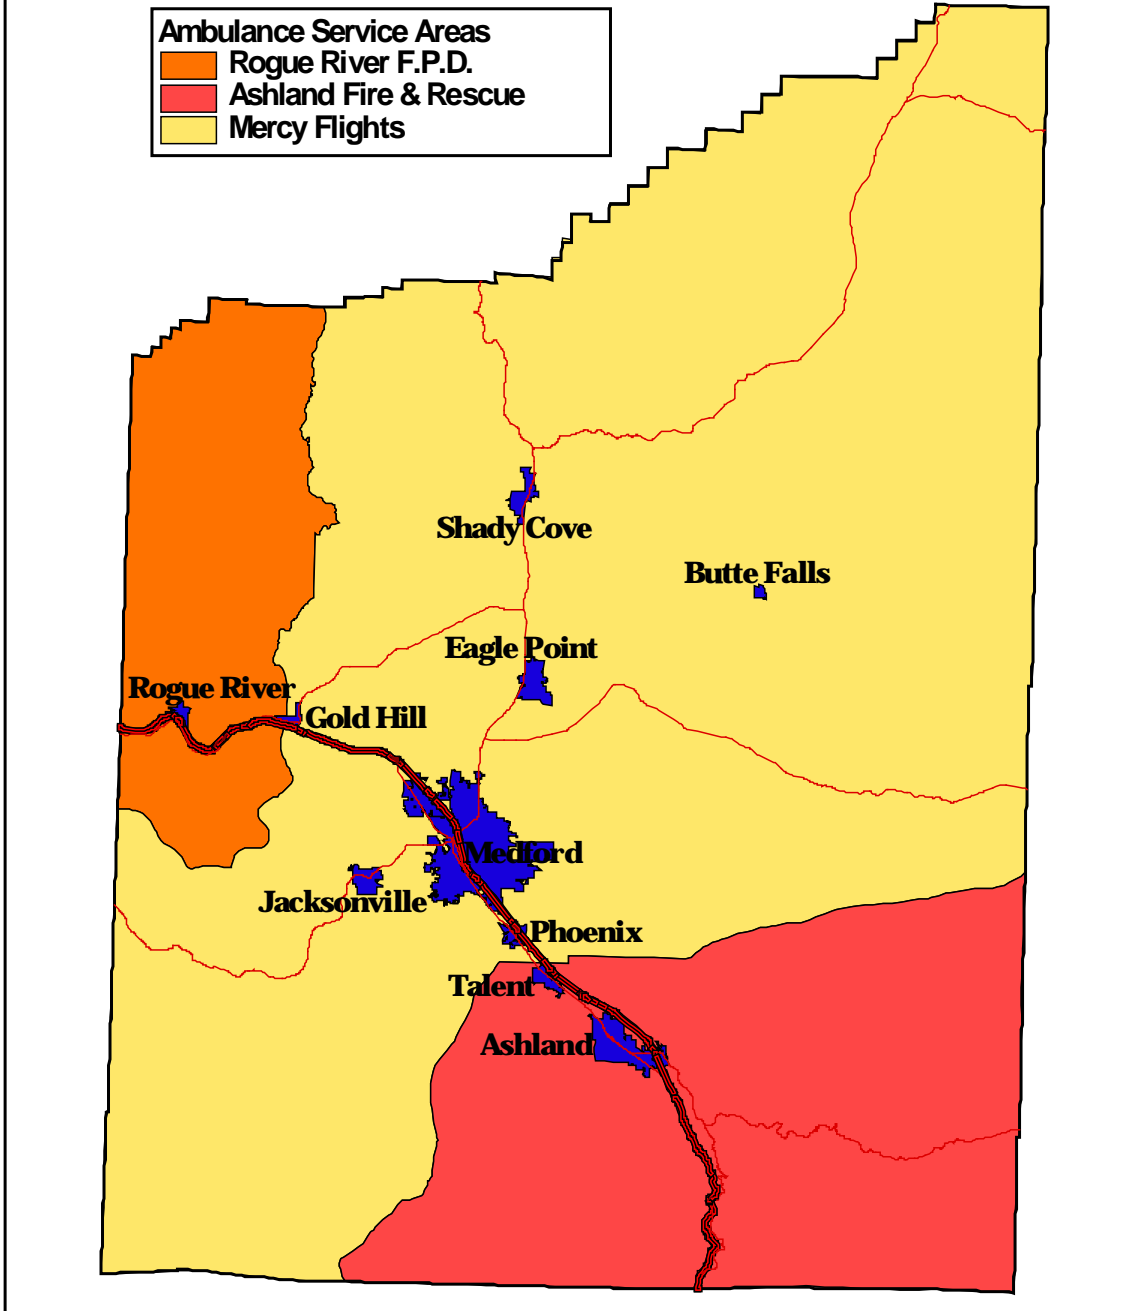 Ambulance Service Areas
Rogue River F.P.D.
Ashland Fire & Rescue
Mercy Flights
Shady Cove
Butte Falls
Eagle Point
Rogue River
Gold Hill
Medford
Jacksonville
Phoenix
Talent
Ashland